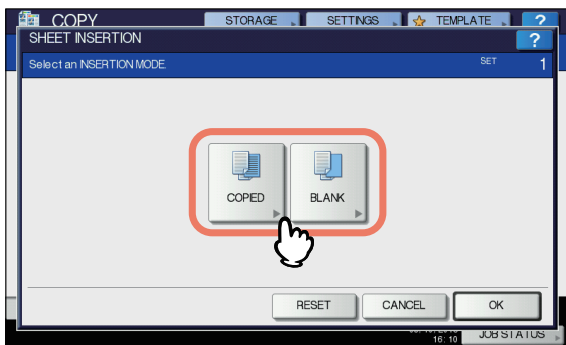 COPY STORAGE SETTINGS TEMPLATE ?
SHEET INSERTION ?
Select an INSERTION MODE. SET 1
COPIED BLANK
RESET CANCEL OK
16:10 JOB STATUS